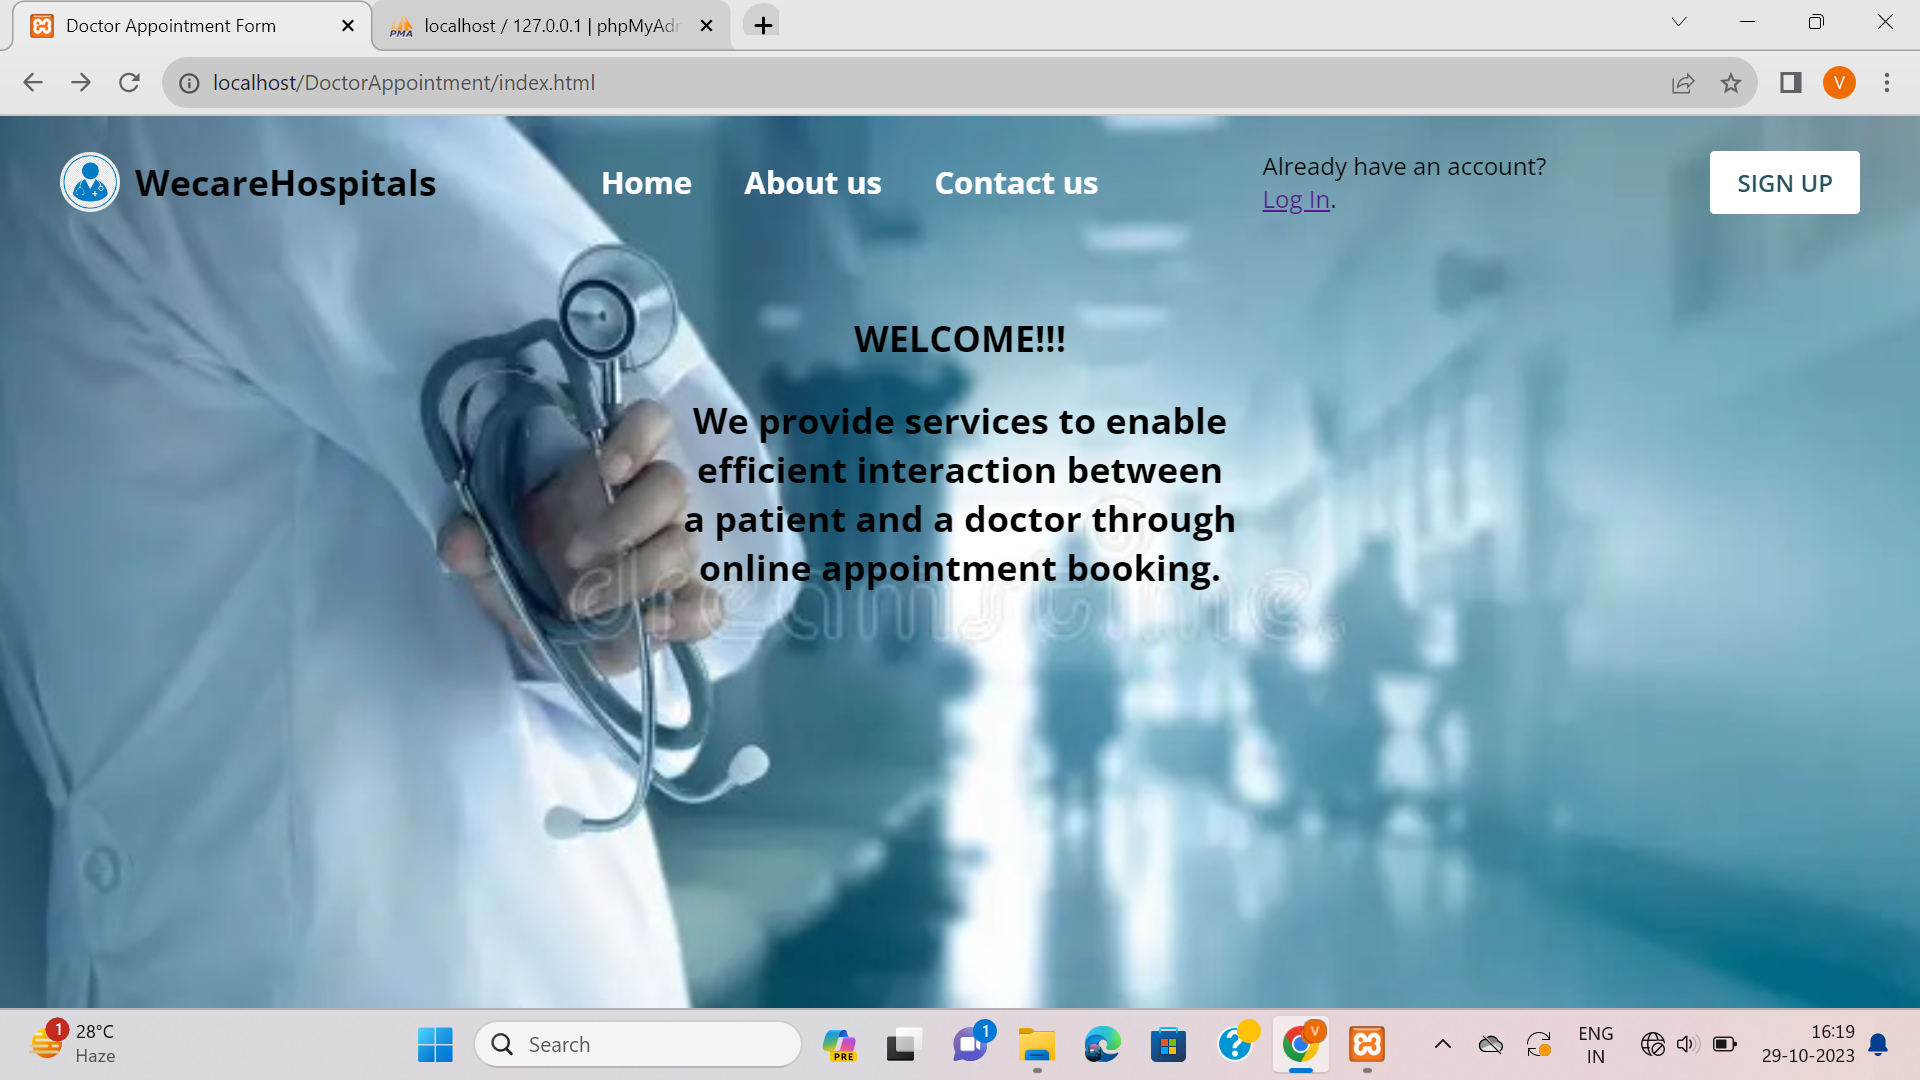 Doctor Appointment Form
localhost / 127.0.0.1 | phpMyAdr
localhost/DoctorAppointment/index.html
V
WecareHospitals
Home
About us
Contact us
Already have an account?
Log In.
SIGN UP
WELCOME!!!
We provide services to enable
efficient interaction between
a patient and a doctor through
online appointment booking.
dreamstime
1
28°C
Haze
Search
PRE
1
V
ENG
IN
16:19
29-10-2023